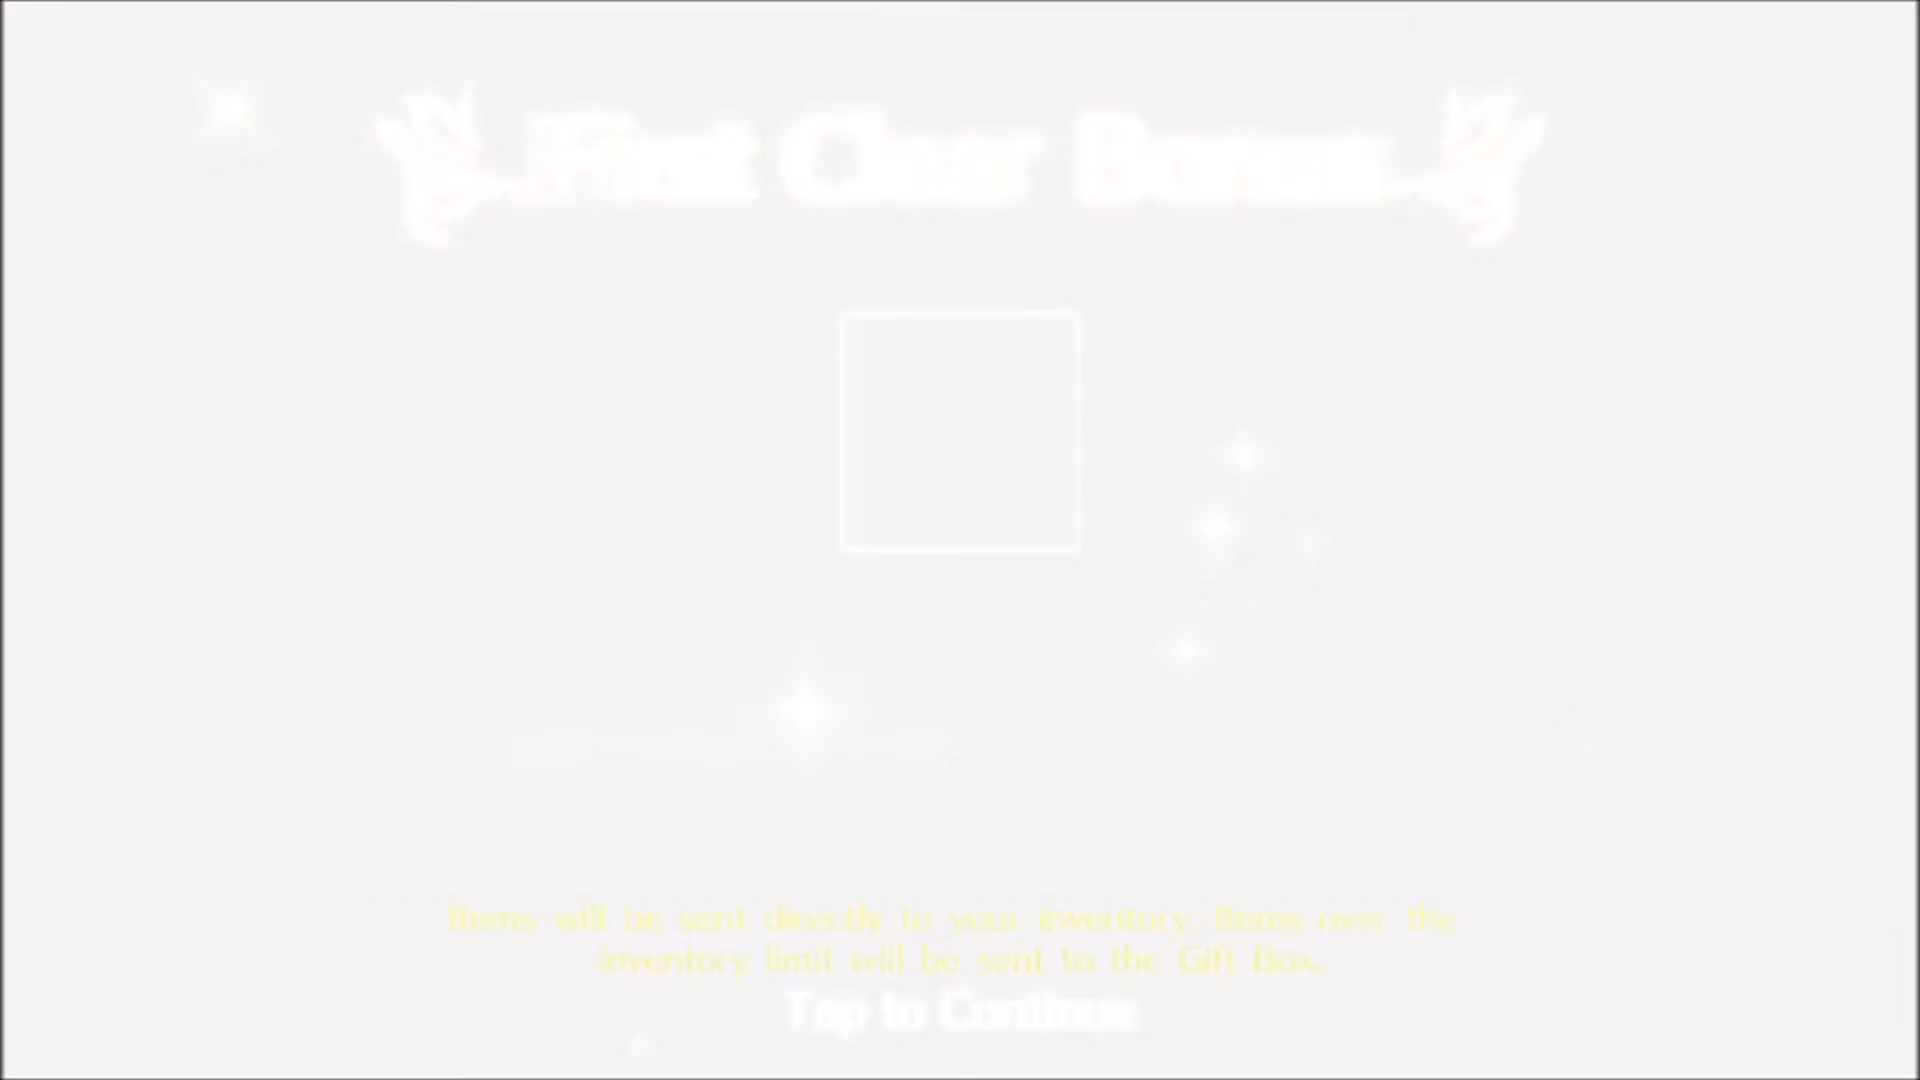 First Clear Bonus
Items will be sent directly to your inventory. Items over the
inventory limit will be sent to the Gift Box.
Tap to Continue